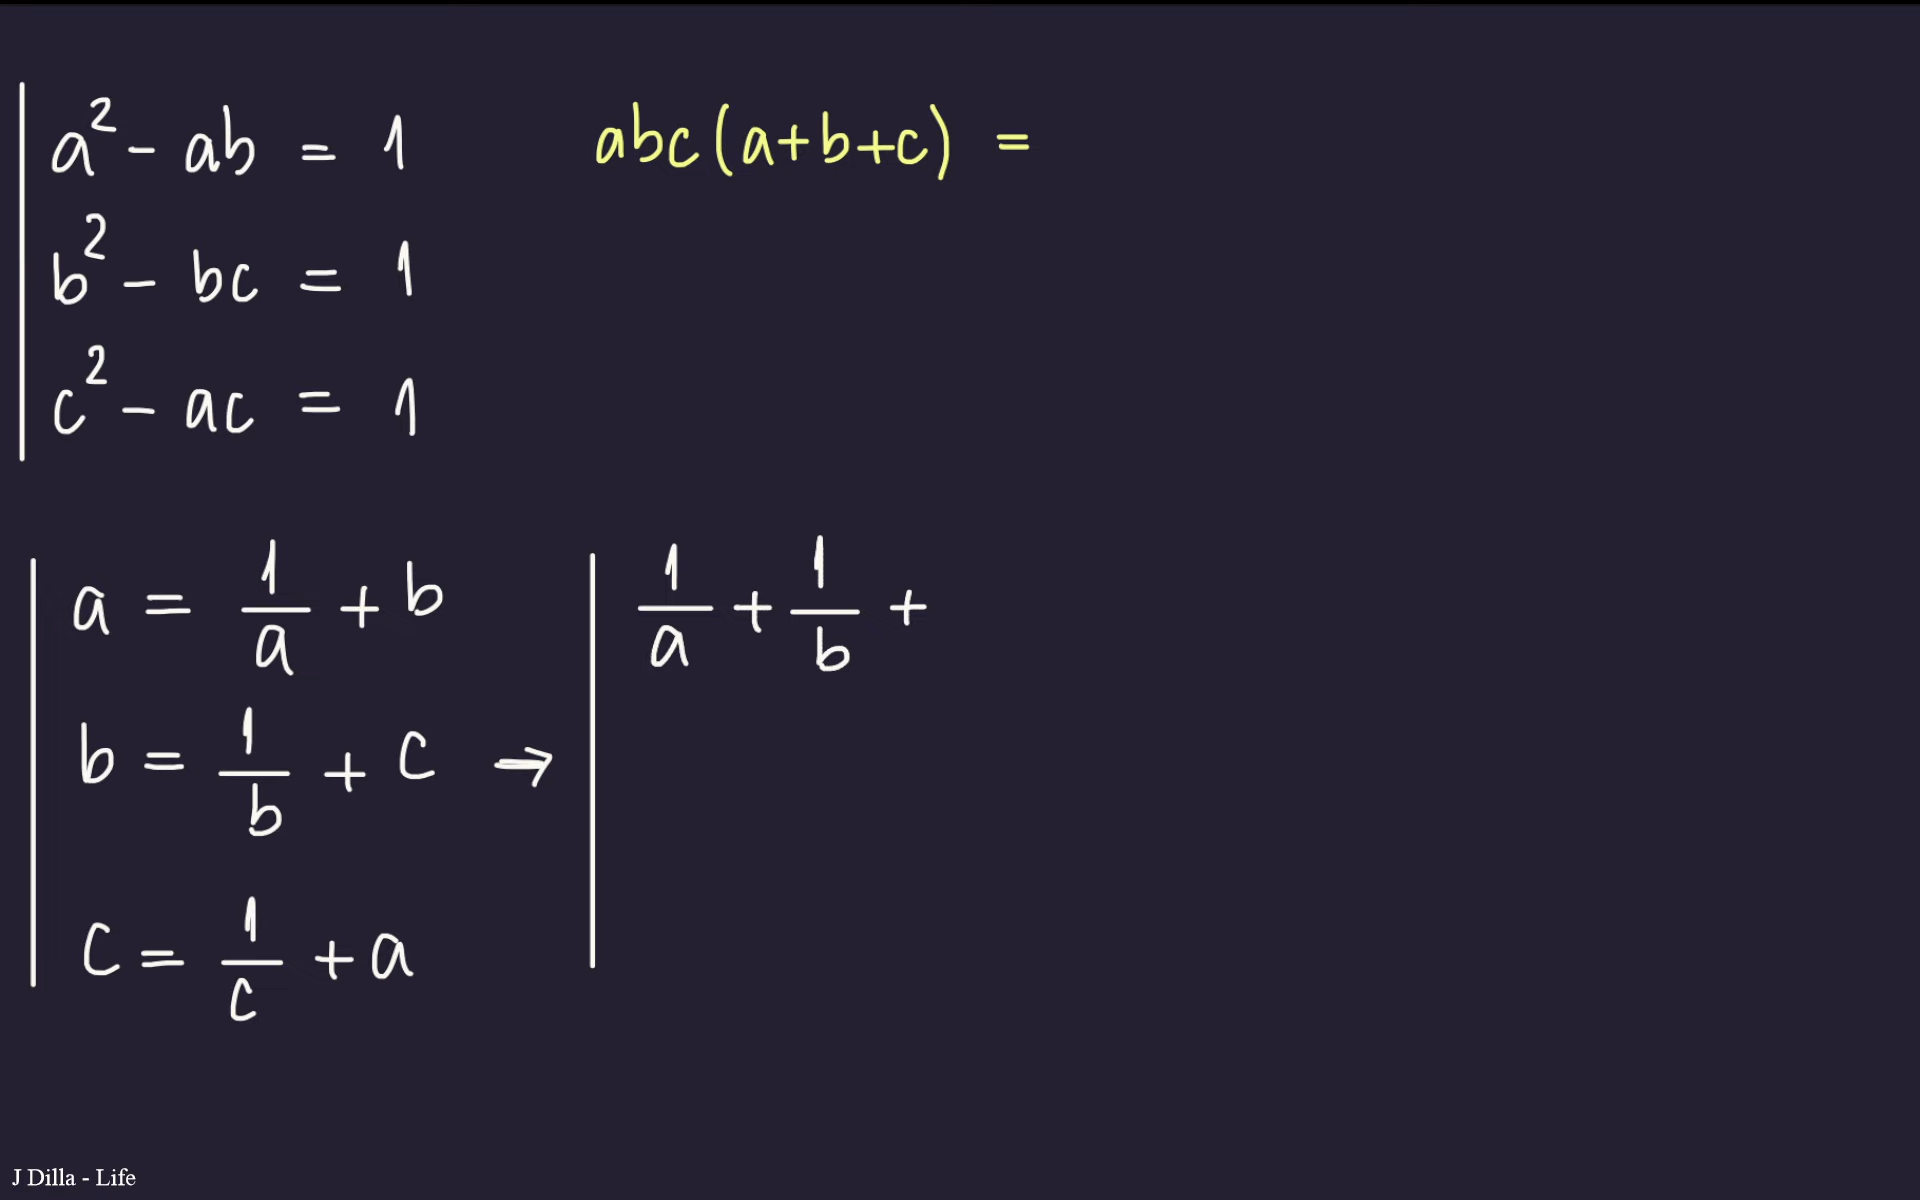 a² - ab = 1
abc(a+b+c) =
b² - bc = 1
c² - ac = 1
a = 1/a + b
b = 1/b + c →
c = 1/c + a
1/a + 1/b +
J Dilla - Life